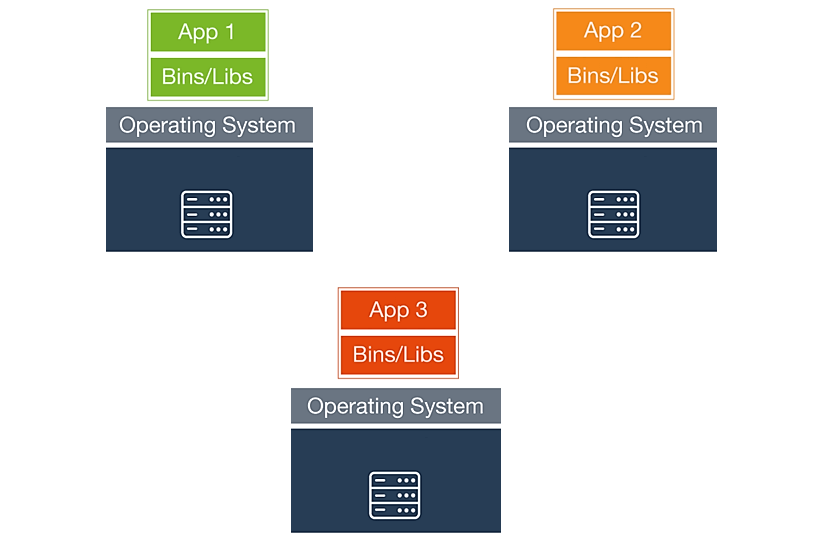 App 1
Bins/Libs
Operating System
App 2
Bins/Libs
Operating System
App 3
Bins/Libs
Operating System